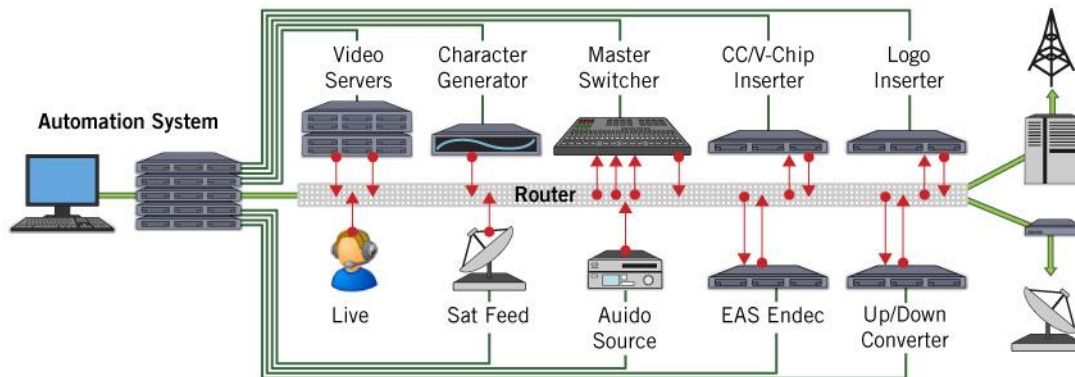 Video
Servers
Character
Generator
Master
Switcher
CC/V-Chip
Inserter
Logo
Inserter
Automation System
Router
Live
Sat Feed
Auido
Source
EAS Endec
Up/Down
Converter